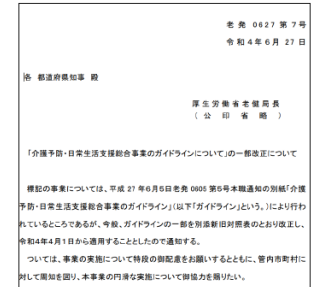 老発 0627 第7号
令和4年6月27日
各 都道府県知事 殿
厚生労働省老健局長
（公印省略）
「介護予防・日常生活支援総合事業のガイドラインについて」の一部改正について
標記の事業については、平成 27 年6月5日老発 0605 第5号本職通知の別紙「介護
予防・日常生活支援総合事業のガイドライン」（以下「ガイドライン」という。）により行わ
れているところであるが、今般、ガイドラインの一部を別添新旧対照表のとおり改正し、
令和4年4月1日から適用することとしたので通知する。
ついては、事業の実施について特段の御配慮をお願いするとともに、管内市町村に
対して周知を図り、本事業の円滑な実施について御協力を賜りたい。